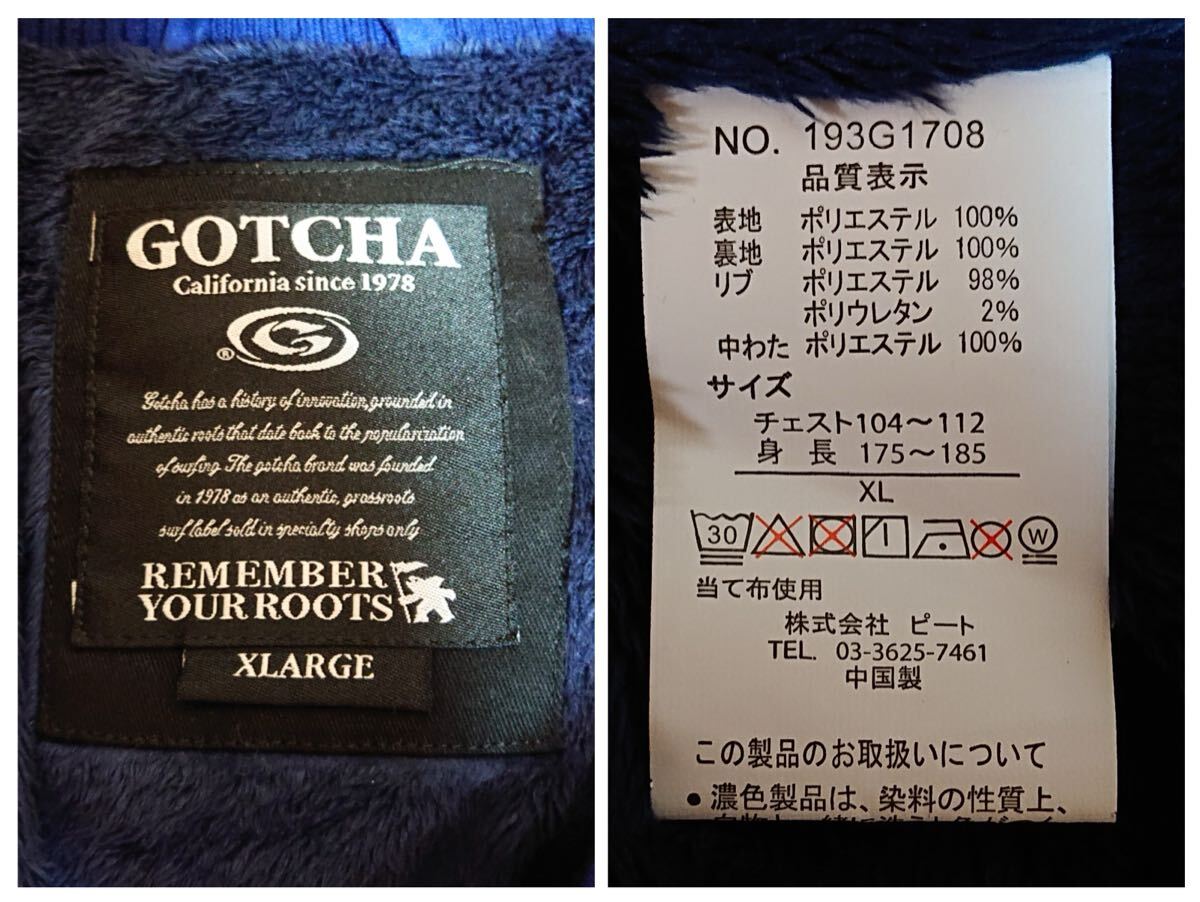 GOTCHA
California since 1978
®
Gotcha has a history of innovation, grounded in
authentic roots that date back to the popularization
of surfing The gotcha brand was founded
in 1978 as an authentic, grassroots
surf label sold in specialty shops only
REMEMBER
YOUR ROOTS
XLARGE
NO. 193G1708
品質表示
表地 ポリエステル 100%
裏地 ポリエステル 100%
リブ ポリエステル 98%
ポリウレタン 2%
中わた ポリエステル 100%
サイズ
チェスト104～112
身 長 175～185
XL
30 W
当て布使用
株式会社 ピート
TEL. 03-3625-7461
中国製
この製品のお取扱いについて
●濃色製品は、染料の性質上、